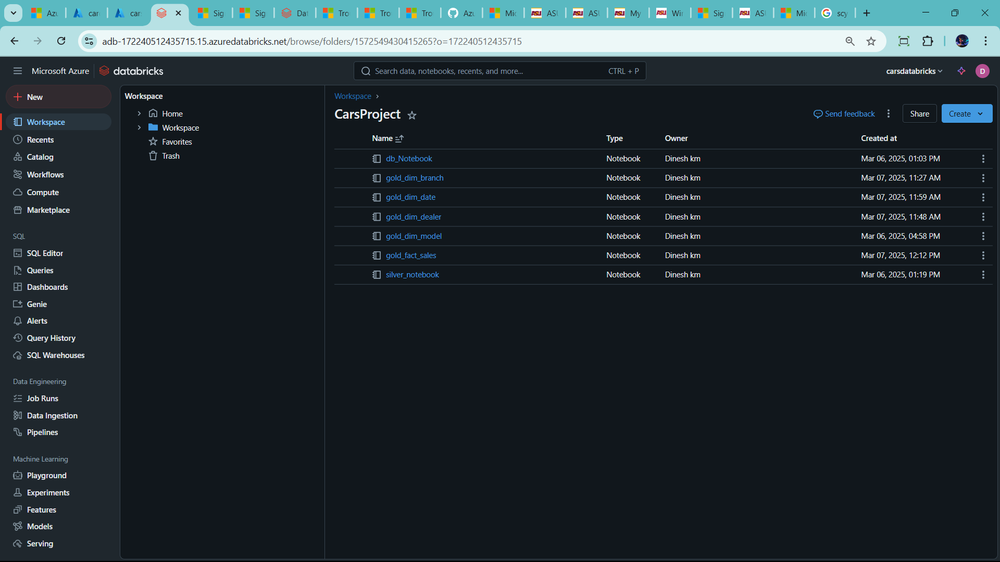 Azu
car
car
Sig
Sig
Dat
Tro
Tro
Tro
Azu
Mic
ASU
ASU
My
Win
Sig
ASU
Mic
scy
adb-172240512435715.15.azuredatabricks.net/browse/folders/1572549430415265?o=172240512435715
Microsoft Azure databricks
Search data, notebooks, recents, and more... CTRL + P
carsdatabricks
D
New
Workspace
Recents
Catalog
Workflows
Compute
Marketplace
SQL
SQL Editor
Queries
Dashboards
Genie
Alerts
Query History
SQL Warehouses
Data Engineering
Job Runs
Data Ingestion
Pipelines
Machine Learning
Playground
Experiments
Features
Models
Serving
Workspace
Home
Workspace
Favorites
Trash
Workspace ›
CarsProject
Send feedback Share Create
Name Type Owner Created at
db_Notebook Notebook Dinesh km Mar 06, 2025, 01:03 PM
gold_dim_branch Notebook Dinesh km Mar 07, 2025, 11:27 AM
gold_dim_date Notebook Dinesh km Mar 07, 2025, 11:59 AM
gold_dim_dealer Notebook Dinesh km Mar 07, 2025, 11:48 AM
gold_dim_model Notebook Dinesh km Mar 06, 2025, 04:58 PM
gold_fact_sales Notebook Dinesh km Mar 07, 2025, 12:12 PM
silver_notebook Notebook Dinesh km Mar 06, 2025, 01:19 PM